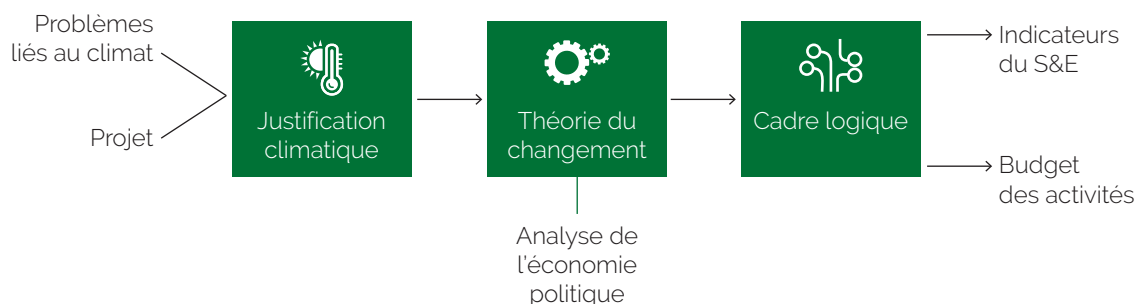 Problèmes
liés au climat
Projet
Justification
climatique
Théorie du
changement
Analyse de
l'économie
politique
Cadre logique
Indicateurs
du S&E
Budget
des activités